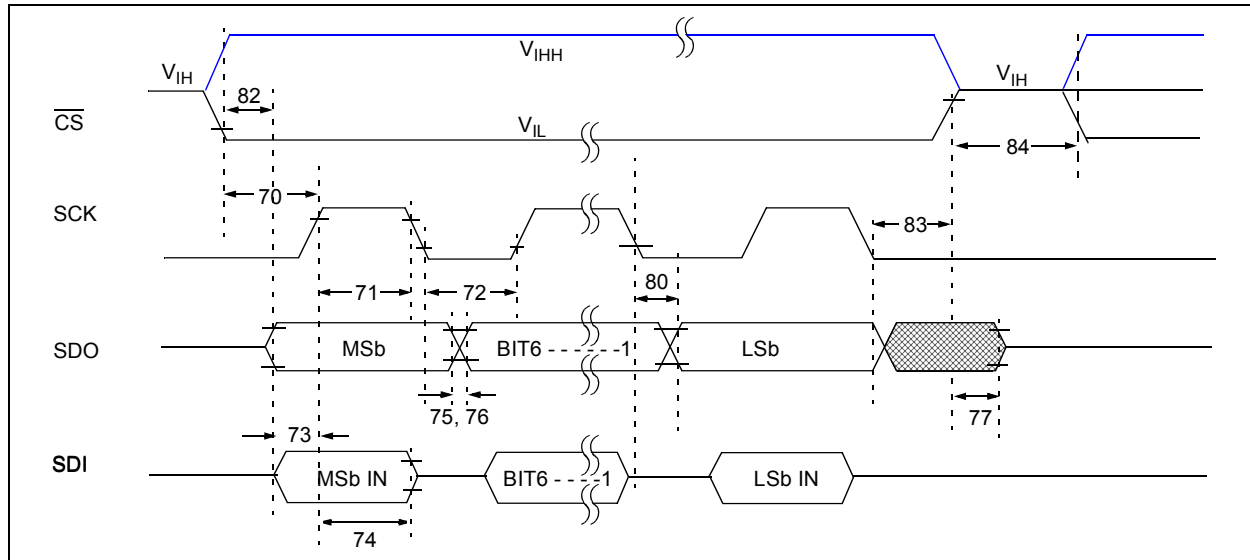 VIHH
VIH
VIH
82
CS
VIL
84
70
SCK
83
71
72
80
SDO
MSb
BIT6 - - - - - -1
LSb
75, 76
77
73
SDI
MSb IN
BIT6 - - - - -1
LSb IN
74